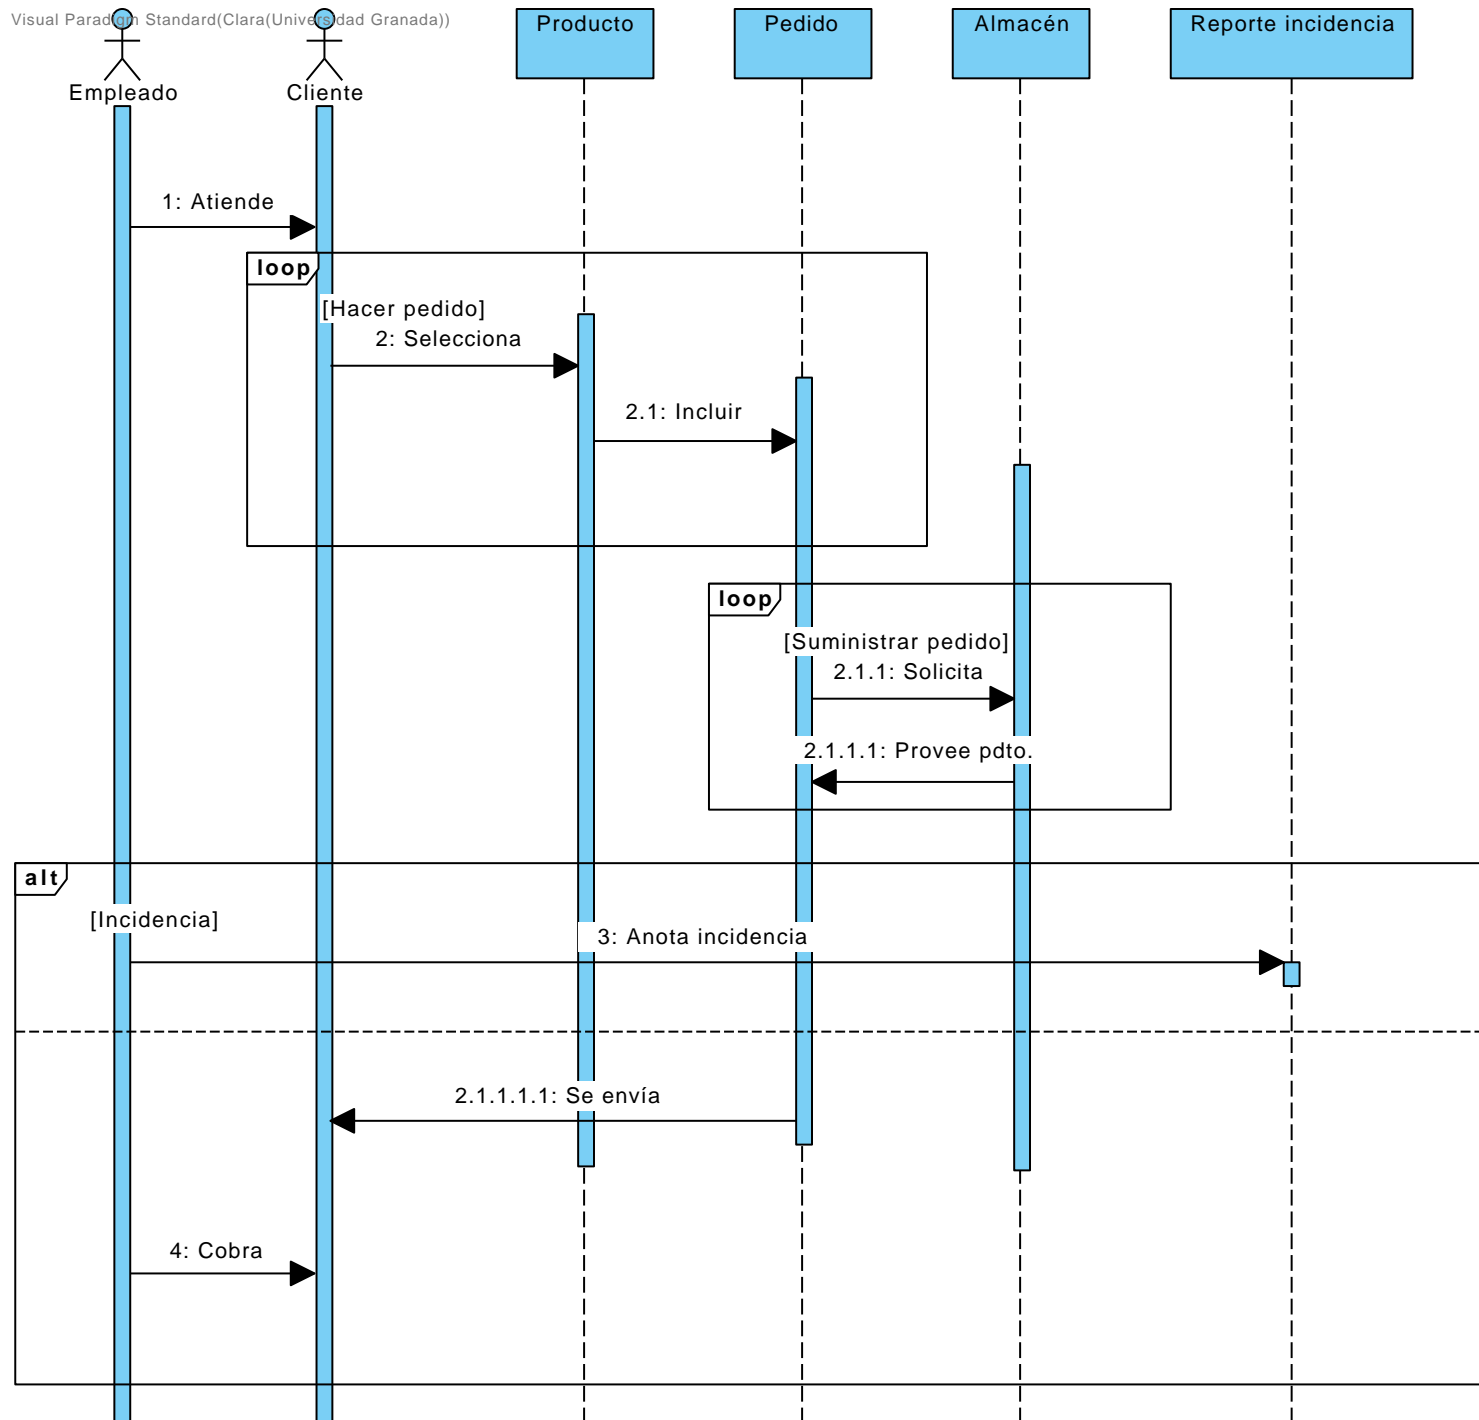 Visual Paradigm Standard(Clara(Universidad Granada))
Empleado
Cliente
Producto
Pedido
Almacén
Reporte incidencia
1: Atiende
loop
[Hacer pedido]
2: Selecciona
2.1: Incluir
loop
[Suministrar pedido]
2.1.1: Solicita
2.1.1.1: Provee pdto.
alt
[Incidencia]
3: Anota incidencia
2.1.1.1.1: Se envía
4: Cobra